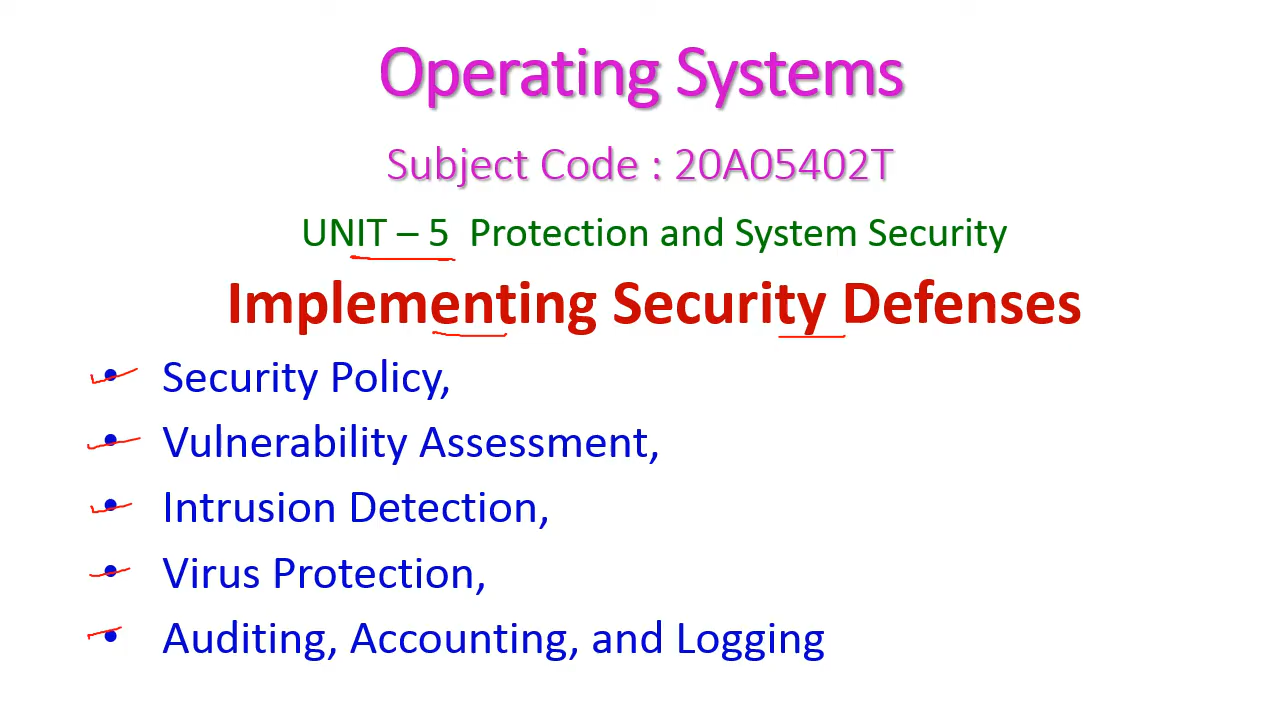 Operating Systems
Subject Code : 20A05402T
UNIT – 5 Protection and System Security
Implementing Security Defenses
• Security Policy,
• Vulnerability Assessment,
• Intrusion Detection,
• Virus Protection,
• Auditing, Accounting, and Logging